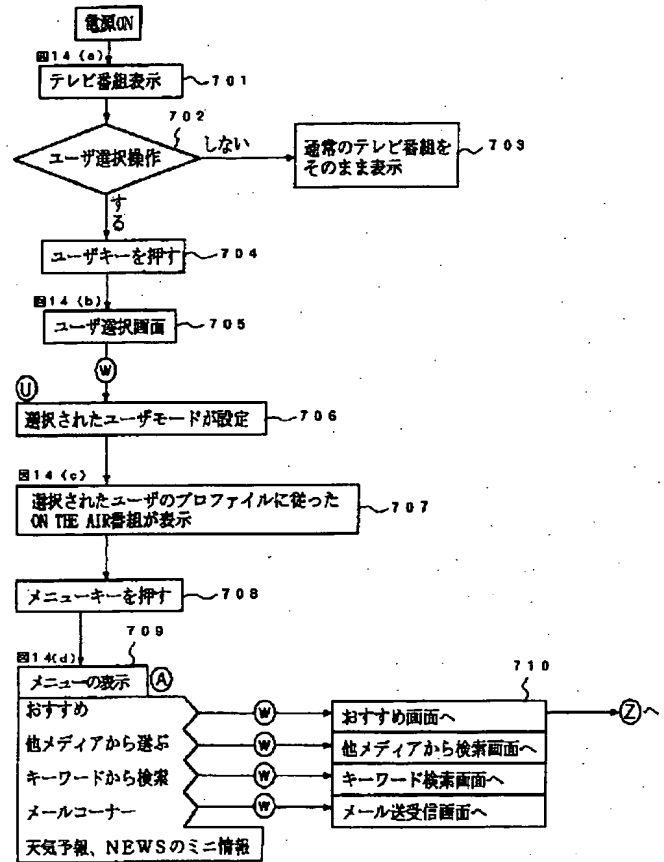 電源ON
図14(a)
テレビ番組表示 701
702
ユーザ選択操作
しない
通常のテレビ番組を
そのまま表示
703
する
ユーザキーを押す 704
図14(b)
ユーザ選択画面 705
W
U
選択されたユーザモードが設定 706
図14(c)
選択されたユーザのプロファイルに従った
ON THE AIR番組が表示
707
メニューキーを押す 708
709
図14(d)
メニューの表示 A
710
おすすめ W おすすめ画面へ Zへ
他メディアから選ぶ W 他メディアから検索画面へ
キーワードから検索 W キーワード検索画面へ
メールコーナー W メール送受信画面へ
天気予報、NEWSのミニ情報